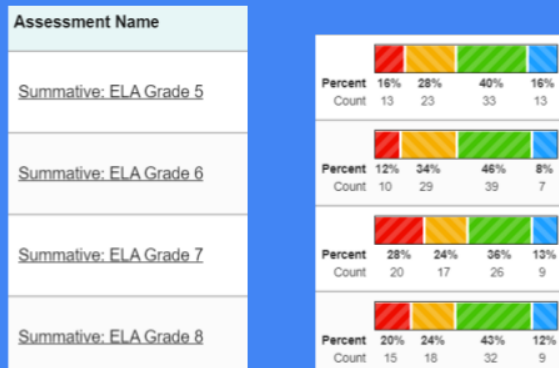 Assessment Name
Summative: ELA Grade 5
Percent 16% 28% 40% 16%
Count 13 23 33 13
Summative: ELA Grade 6
Percent 12% 34% 46% 8%
Count 10 29 39 7
Summative: ELA Grade 7
Percent 28% 24% 36% 13%
Count 20 17 26 9
Summative: ELA Grade 8
Percent 20% 24% 43% 12%
Count 15 18 32 9